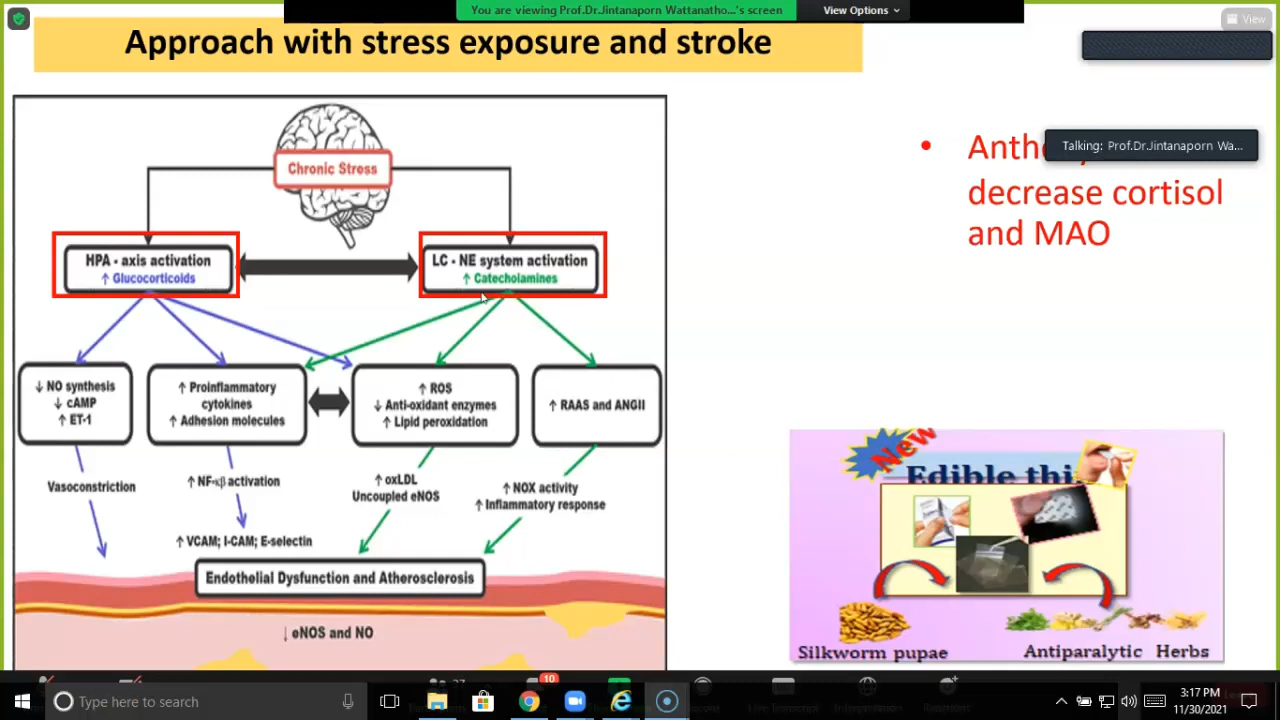 You are viewing Prof.Dr.Jintanaporn Wattanatho...'s screen
View Options
View
Approach with stress exposure and stroke
Talking: Prof.Dr.Jintanaporn Wa...
Chronic Stress
HPA - axis activation
↑ Glucocorticoids
LC - NE system activation
↑ Catecholamines
↓ NO synthesis
↓ cAMP
↑ ET-1
↑ Proinflammatory
cytokines
↑ Adhesion molecules
↑ ROS
↓ Anti-oxidant enzymes
↑ Lipid peroxidation
↑ RAAS and ANGII
Vasoconstriction
↑ NF-κβ activation
↑ oxLDL
Uncoupled eNOS
↑ NOX activity
↑ Inflammatory response
↑ VCAM; I-CAM; E-selectin
Endothelial Dysfunction and Atherosclerosis
↓ eNOS and NO
•
decrease cortisol
and MAO
New
Edible
Silkworm pupae
Antiparalytic Herbs
10
Type here to search
3:17 PM
11/30/2021